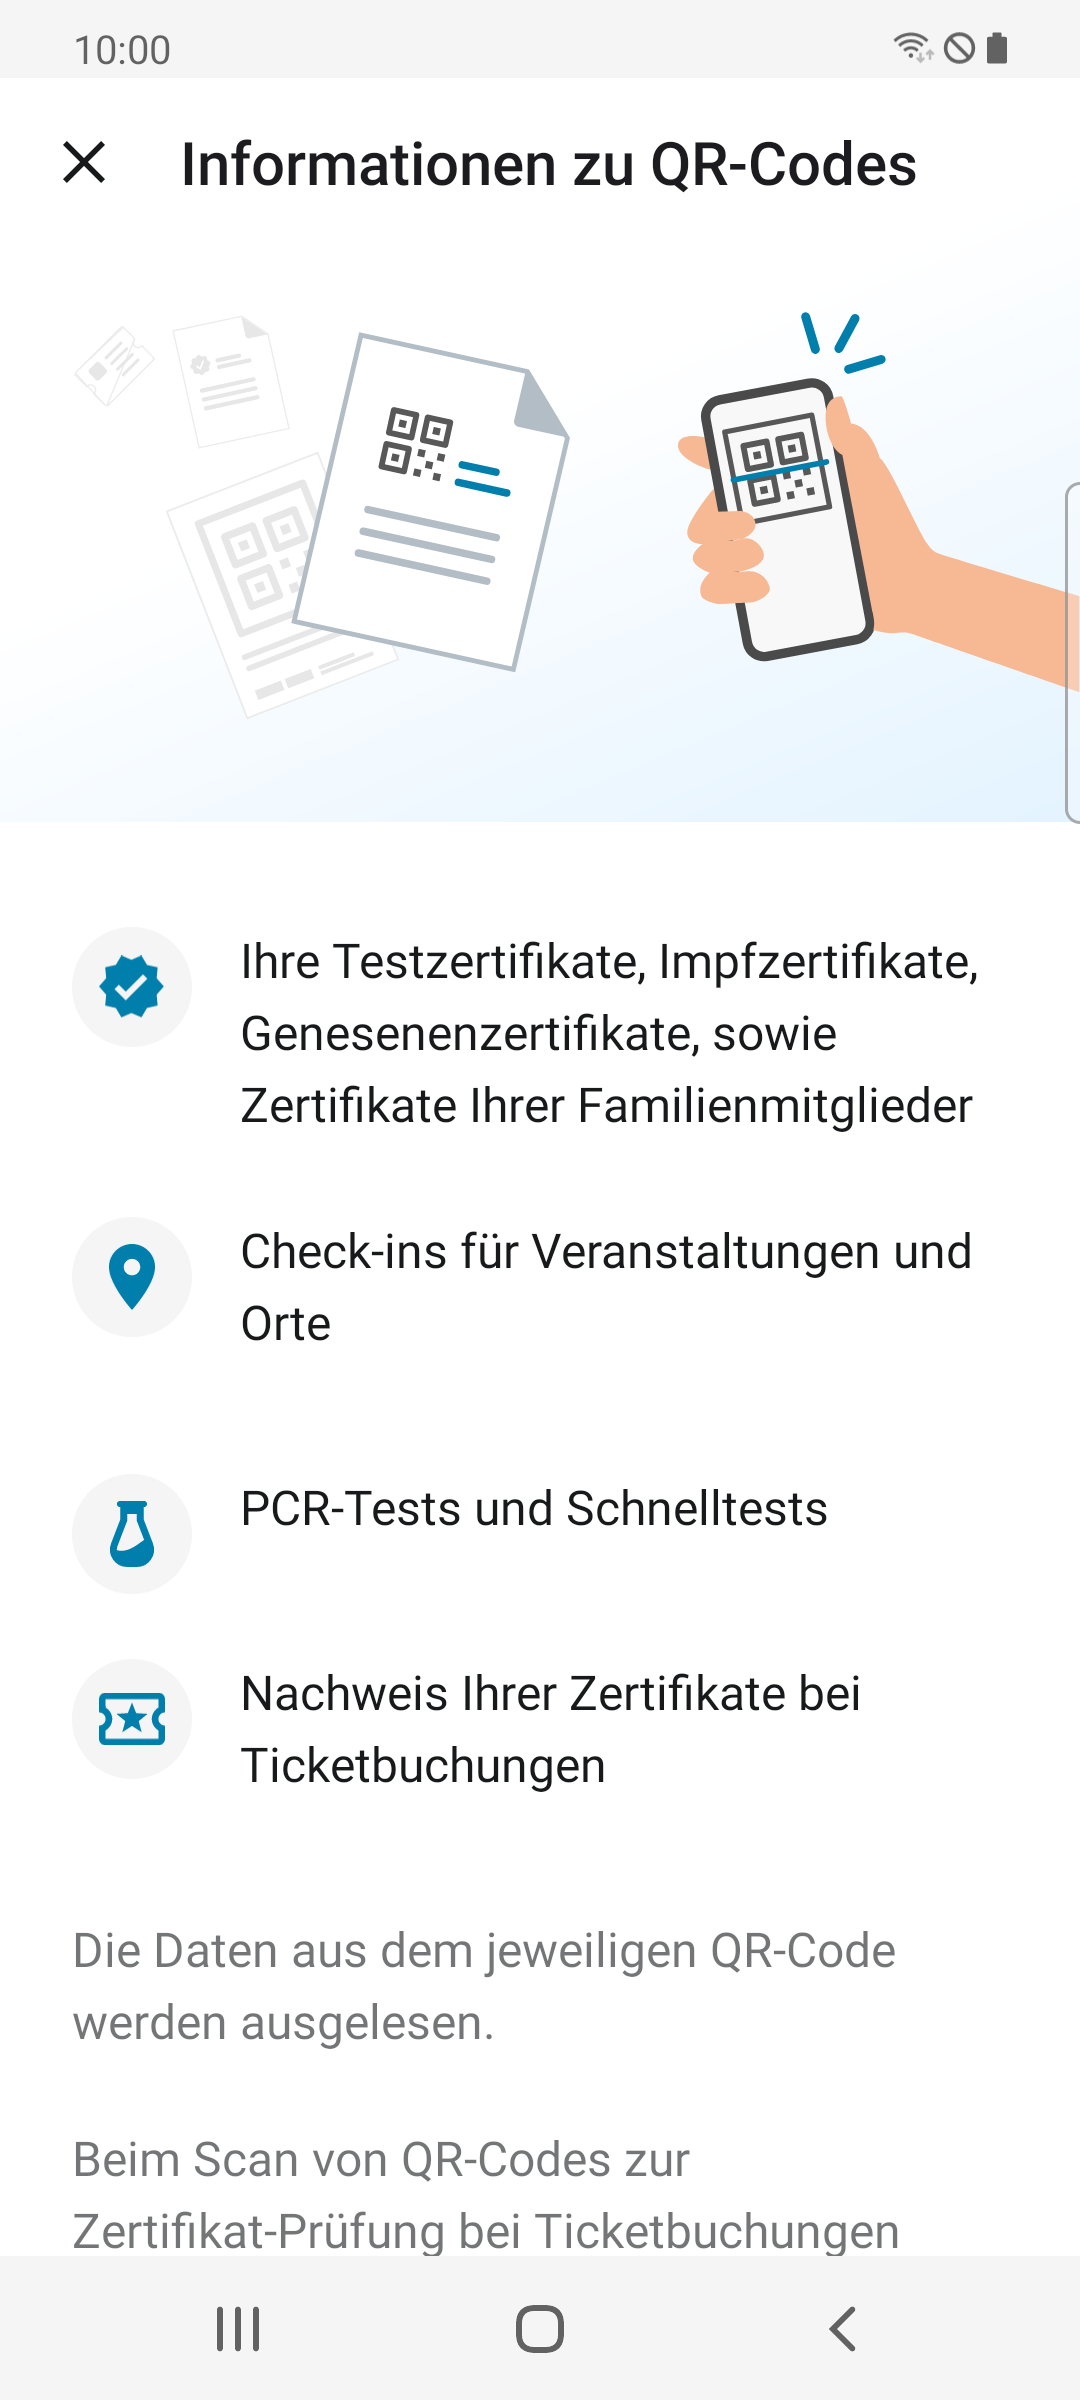 10:00
Informationen zu QR-Codes
Ihre Testzertifikate, Impfzertifikate,
Genesenenzertifikate, sowie
Zertifikate Ihrer Familienmitglieder
Check-ins für Veranstaltungen und
Orte
PCR-Tests und Schnelltests
Nachweis Ihrer Zertifikate bei
Ticketbuchungen
Die Daten aus dem jeweiligen QR-Code
werden ausgelesen.
Beim Scan von QR-Codes zur
Zertifikat-Prüfung bei Ticketbuchungen